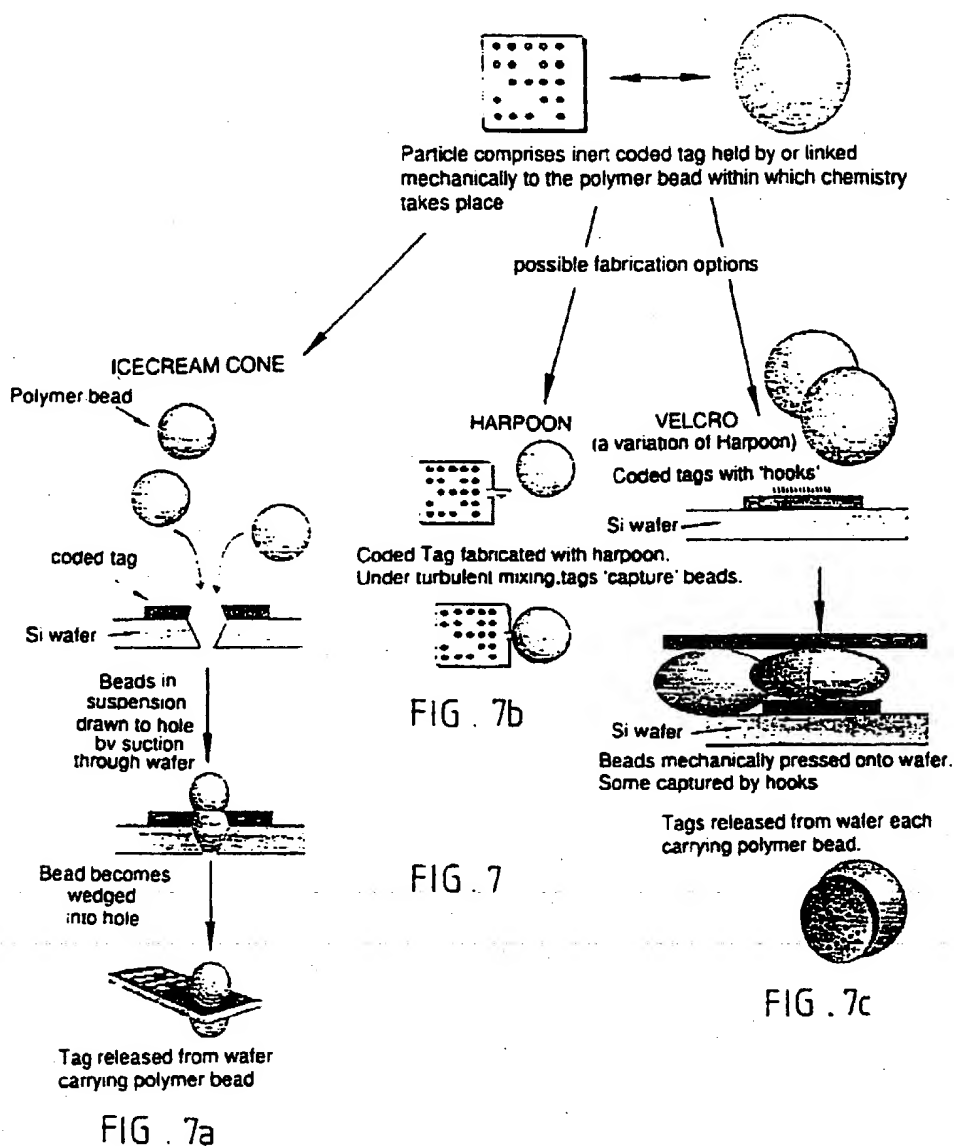 Particle comprises inert coded tag held by or linked
mechanically to the polymer bead within which chemistry
takes place
possible fabrication options
ICECREAM CONE
Polymer bead
coded tag
Si wafer
Beads in
suspension
drawn to hole
by suction
through wafer
Bead becomes
wedged
into hole
Tag released from wafer
carrying polymer bead
FIG . 7a
HARPOON
Coded Tag fabricated with harpoon.
Under turbulent mixing,tags 'capture' beads.
FIG . 7b
FIG . 7
VELCRO
(a variation of Harpoon)
Coded tags with 'hooks'
Si wafer
Si wafer
Beads mechanically pressed onto wafer.
Some captured by hooks
Tags released from wafer each
carrying polymer bead.
FIG . 7c